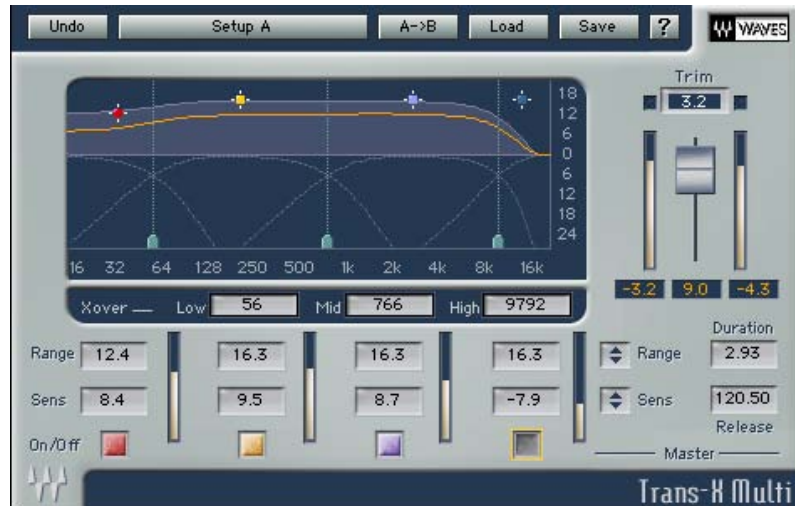 Undo Setup A A->B Load Save ? WAVES
Trim
3.2
18
12
6
0
6
12
18
24
16 32 64 128 250 500 1k 2k 4k 8k 16k
-3.2 9.0 -4.3
Xover Low 56 Mid 766 High 9792
Duration
Range 12.4 16.3 16.3 16.3 Range 2.93
Sens 8.4 9.5 8.7 -7.9 Sens 120.50
Release
On/Off
Master
Trans-X Multi